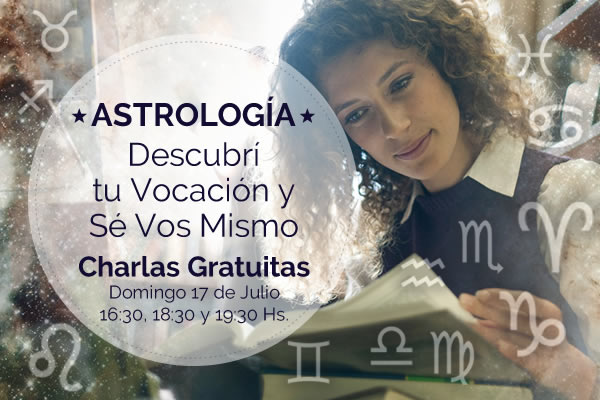 ASTROLOGÍA
Descubrí
tu Vocación y
Sé Vos Mismo
Charlas Gratuitas
Domingo 17 de Julio
16:30, 18:30 y 19:30 Hs.